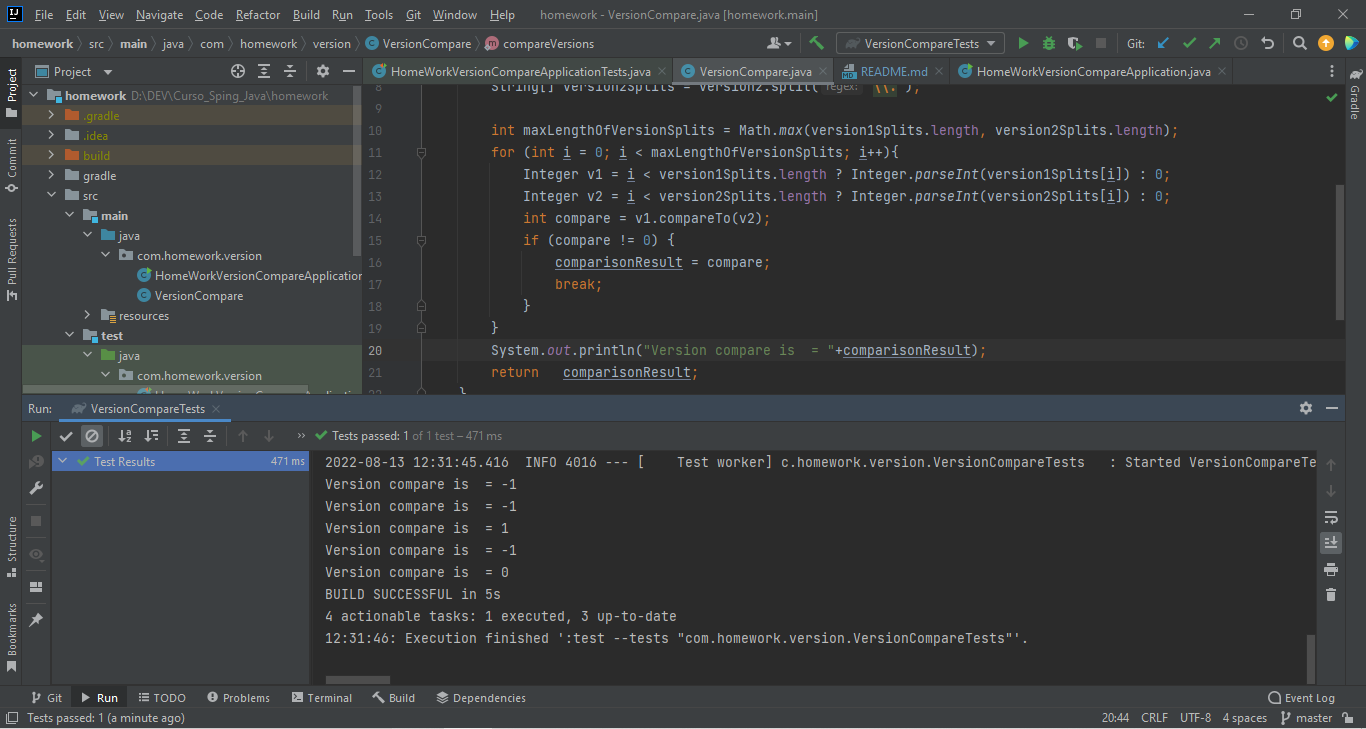 File Edit View Navigate Code Refactor Build Run Tools Git Window Help homework - VersionCompare.java [homework.main]
homework src main java com homework version VersionCompare compareVersions VersionCompareTests Git:
Project
HomeWorkVersionCompareApplicationTests.java VersionCompare.java README.md HomeWorkVersionCompareApplication.java
Project
Commit
Pull Requests
Structure
Bookmarks
Gradle
homework D:\DEV\Curso_Sping_Java\homework
.gradle
.idea
build
gradle
src
main
java
com.homework.version
HomeWorkVersionCompareApplication
VersionCompare
resources
test
java
com.homework.version
8 String[] version2Splits = version2.split( regex: "\\.");
9
10 int maxLengthOfVersionSplits = Math.max(version1Splits.length, version2Splits.length);
11 for (int i = 0; i < maxLengthOfVersionSplits; i++){
12 Integer v1 = i < version1Splits.length ? Integer.parseInt(version1Splits[i]) : 0;
13 Integer v2 = i < version2Splits.length ? Integer.parseInt(version2Splits[i]) : 0;
14 int compare = v1.compareTo(v2);
15 if (compare != 0) {
16 comparisonResult = compare;
17 break;
18 }
19 }
20 System.out.println("Version compare is  = "+comparisonResult);
21 return   comparisonResult;
22 }
Run: VersionCompareTests
Tests passed: 1 of 1 test – 471 ms
Test Results 471 ms
2022-08-13 12:31:45.416  INFO 4016 --- [    Test worker] c.homework.version.VersionCompareTests   : Started VersionCompareTe
Version compare is  = -1
Version compare is  = -1
Version compare is  = 1
Version compare is  = -1
Version compare is  = 0
BUILD SUCCESSFUL in 5s
4 actionable tasks: 1 executed, 3 up-to-date
12:31:46: Execution finished ':test --tests "com.homework.version.VersionCompareTests"'.
Git Run TODO Problems Terminal Build Dependencies Event Log
Tests passed: 1 (a minute ago) 20:44 CRLF UTF-8 4 spaces master